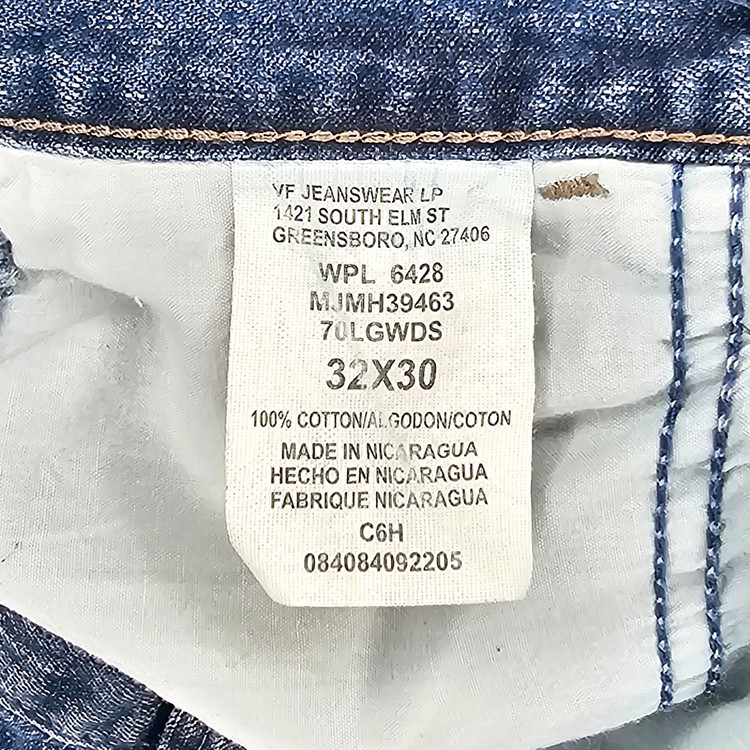 VF JEANSWEAR LP
1421 SOUTH ELM ST
GREENSBORO, NC 27406
WPL 6428
MJMH39463
70LGWDS
32X30
100% COTTON/ALGODON/COTON
MADE IN NICARAGUA
HECHO EN NICARAGUA
FABRIQUE NICARAGUA
C6H
084084092205